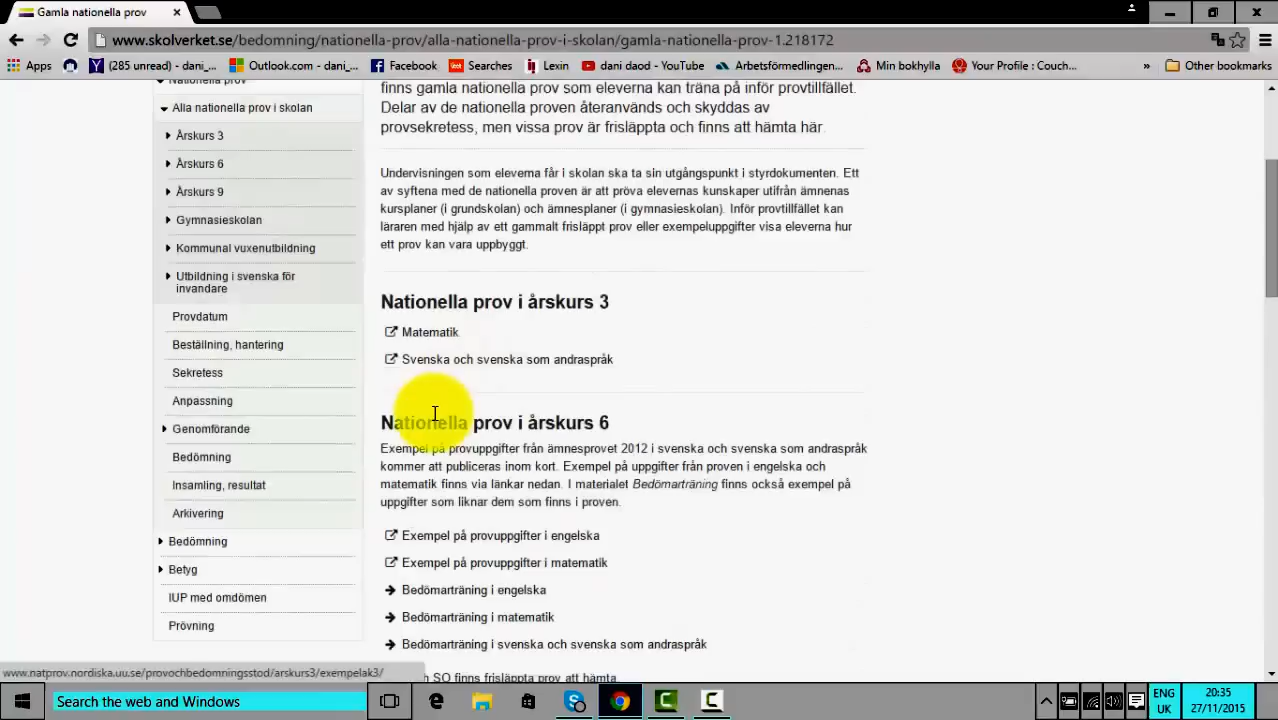 Gamla nationella prov
www.skolverket.se/bedomning/nationella-prov/alla-nationella-prov-i-skolan/gamla-nationella-prov-1.218172
Apps
(285 unread) - dani_...
Outlook.com - dani_...
Facebook
Searches
Lexin
dani daod - YouTube
Arbetsförmedlingen...
Min bokhylla
Your Profile : Couch...
»
Other bookmarks
Nationella prov
Alla nationella prov i skolan
Årskurs 3
Årskurs 6
Årskurs 9
Gymnasieskolan
Kommunal vuxenutbildning
Utbildning i svenska för
invandrare
Provdatum
Beställning, hantering
Sekretess
Anpassning
Genomförande
Bedömning
Insamling, resultat
Arkivering
Bedömning
Betyg
IUP med omdömen
Prövning
finns gamla nationella prov som eleverna kan träna på inför provtillfället.
Delar av de nationella proven återanvänds och skyddas av
provsekretess, men vissa prov är frisläppta och finns att hämta här.
Undervisningen som eleverna får i skolan ska ta sin utgångspunkt i styrdokumenten. Ett
av syftena med de nationella proven är att pröva elevernas kunskaper utifrån ämnenas
kursplaner (i grundskolan) och ämnesplaner (i gymnasieskolan). Inför provtillfället kan
läraren med hjälp av ett gammalt frisläppt prov eller exempeluppgifter visa eleverna hur
ett prov kan vara uppbyggt.
Nationella prov i årskurs 3
Matematik
Svenska och svenska som andraspråk
Nationella prov i årskurs 6
Exempel på provuppgifter från ämnesprovet 2012 i svenska och svenska som andraspråk
kommer att publiceras inom kort. Exempel på uppgifter från proven i engelska och
matematik finns via länkar nedan. I materialet Bedömarträning finns också exempel på
uppgifter som liknar dem som finns i proven.
Exempel på provuppgifter i engelska
Exempel på provuppgifter i matematik
Bedömarträning i engelska
Bedömarträning i matematik
Bedömarträning i svenska och svenska som andraspråk
SO finns frisläppta prov att hämta.
www.natprov.nordiska.uu.se/provochbedomningsstod/arskurs3/exempelak3/
Search the web and Windows
ENG
UK
20:35
27/11/2015